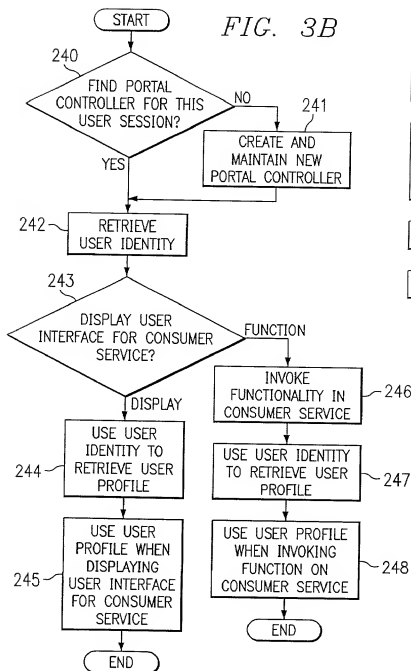 START
FIG. 3B
240
FIND PORTAL
CONTROLLER FOR THIS
USER SESSION?
NO
241
CREATE AND
MAINTAIN NEW
PORTAL CONTROLLER
YES
242
RETRIEVE
USER IDENTITY
243
DISPLAY USER
INTERFACE FOR CONSUMER
SERVICE?
FUNCTION
DISPLAY
INVOKE
FUNCTIONALITY IN
CONSUMER SERVICE
246
USE USER
IDENTITY TO
RETRIEVE USER
PROFILE
244
USE USER IDENTITY
TO RETRIEVE USER
PROFILE
247
USE USER
PROFILE WHEN
DISPLAYING
USER INTERFACE
FOR CONSUMER
SERVICE
245
USE USER PROFILE
WHEN INVOKING
FUNCTION ON
CONSUMER SERVICE
248
END
END